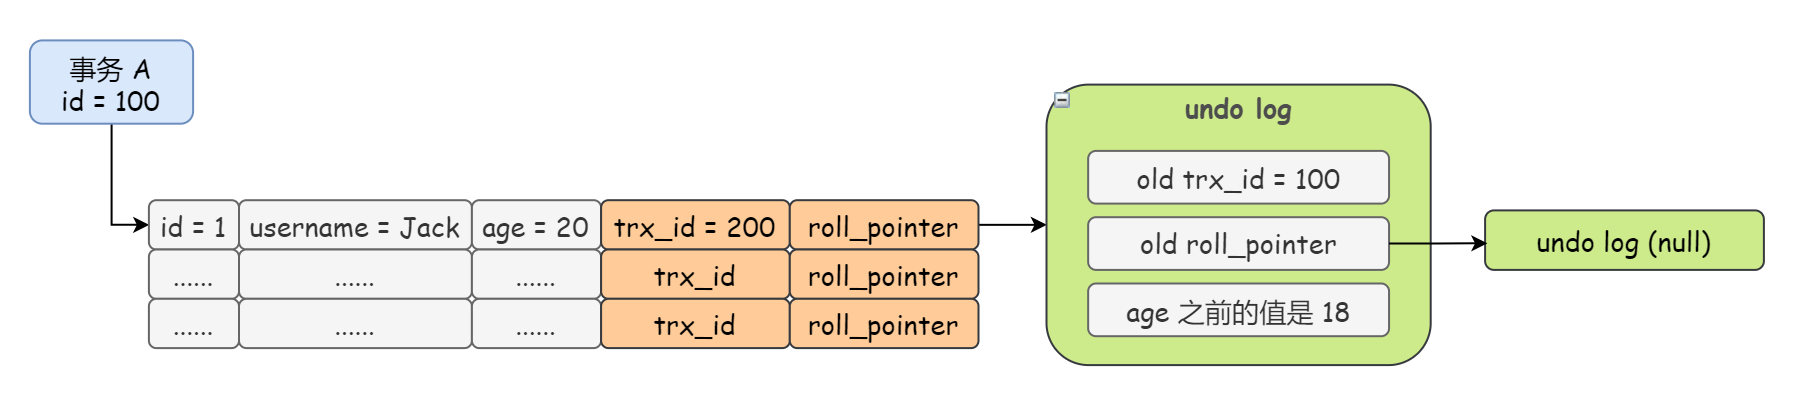 事务 A
id = 100
id = 1 username = Jack age = 20 trx_id = 200 roll_pointer
...... ...... ...... trx_id roll_pointer
...... ...... ...... trx_id roll_pointer
undo log
old trx_id = 100
old roll_pointer
age 之前的值是 18
undo log (null)